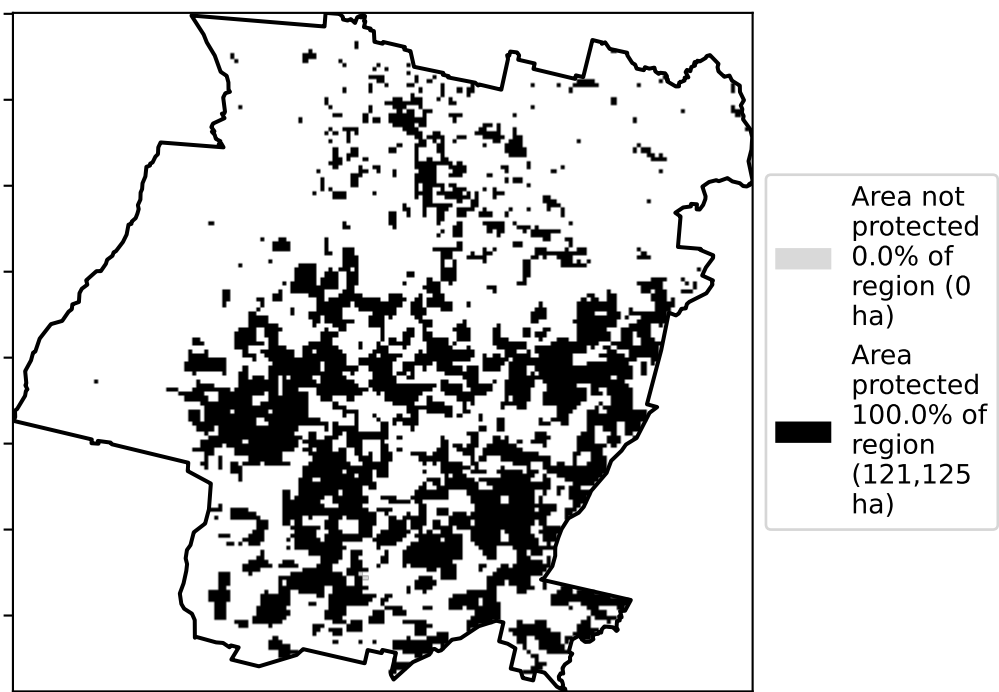 Area not
protected
0.0% of
region (0
ha)
Area
protected
100.0% of
region
(121,125
ha)